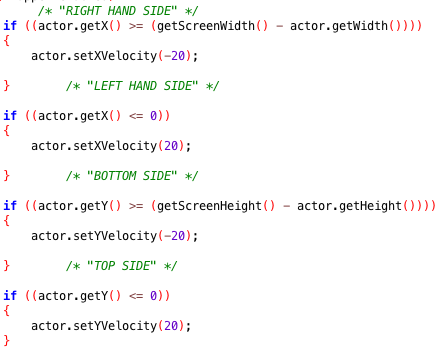 /* "RIGHT HAND SIDE" */
if ((actor.getX() >= (getScreenWidth() - actor.getWidth())))
{
actor.setXVelocity(-20);
} /* "LEFT HAND SIDE" */
if ((actor.getX() <= 0))
{
actor.setXVelocity(20);
} /* "BOTTOM SIDE" */
if ((actor.getY() >= (getScreenHeight() - actor.getHeight())))
{
actor.setYVelocity(-20);
} /* "TOP SIDE" */
if ((actor.getY() <= 0))
{
actor.setYVelocity(20);
}